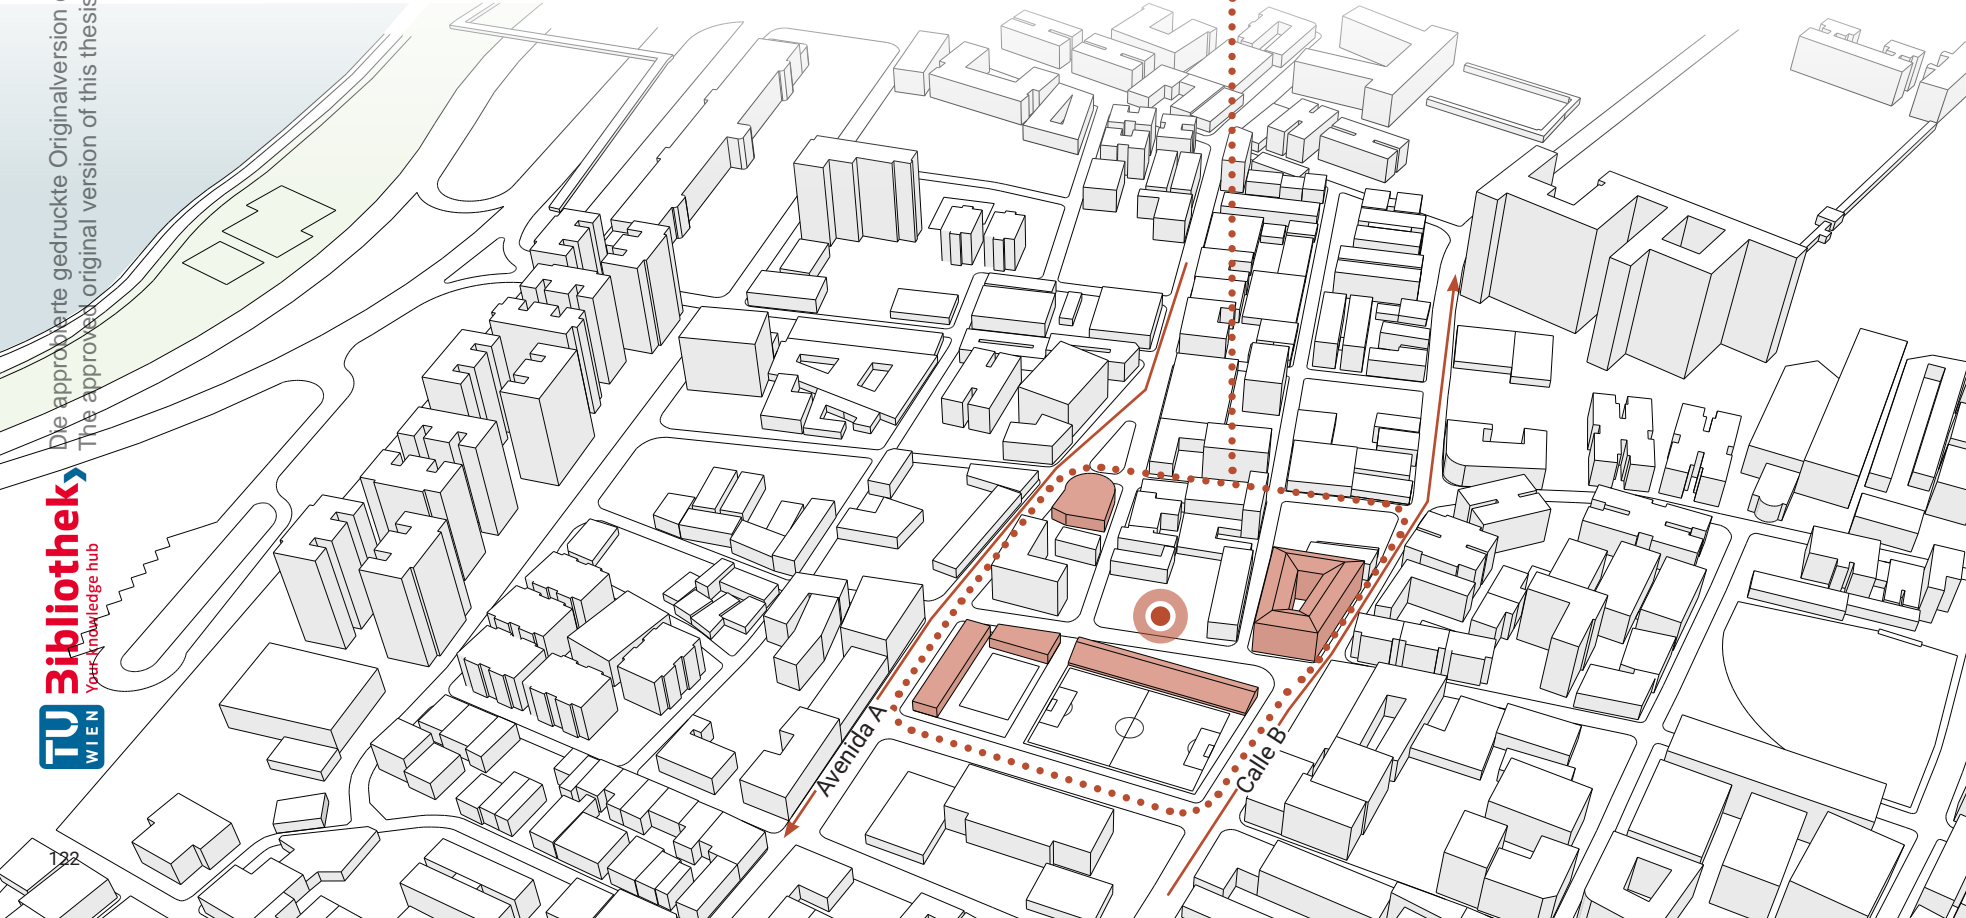 Die approbierte gedruckte Originalversion
The approved original version of this thesis
TU
WIEN
Bibliothek
Your knowledge hub
Avenida A
Calle B
122